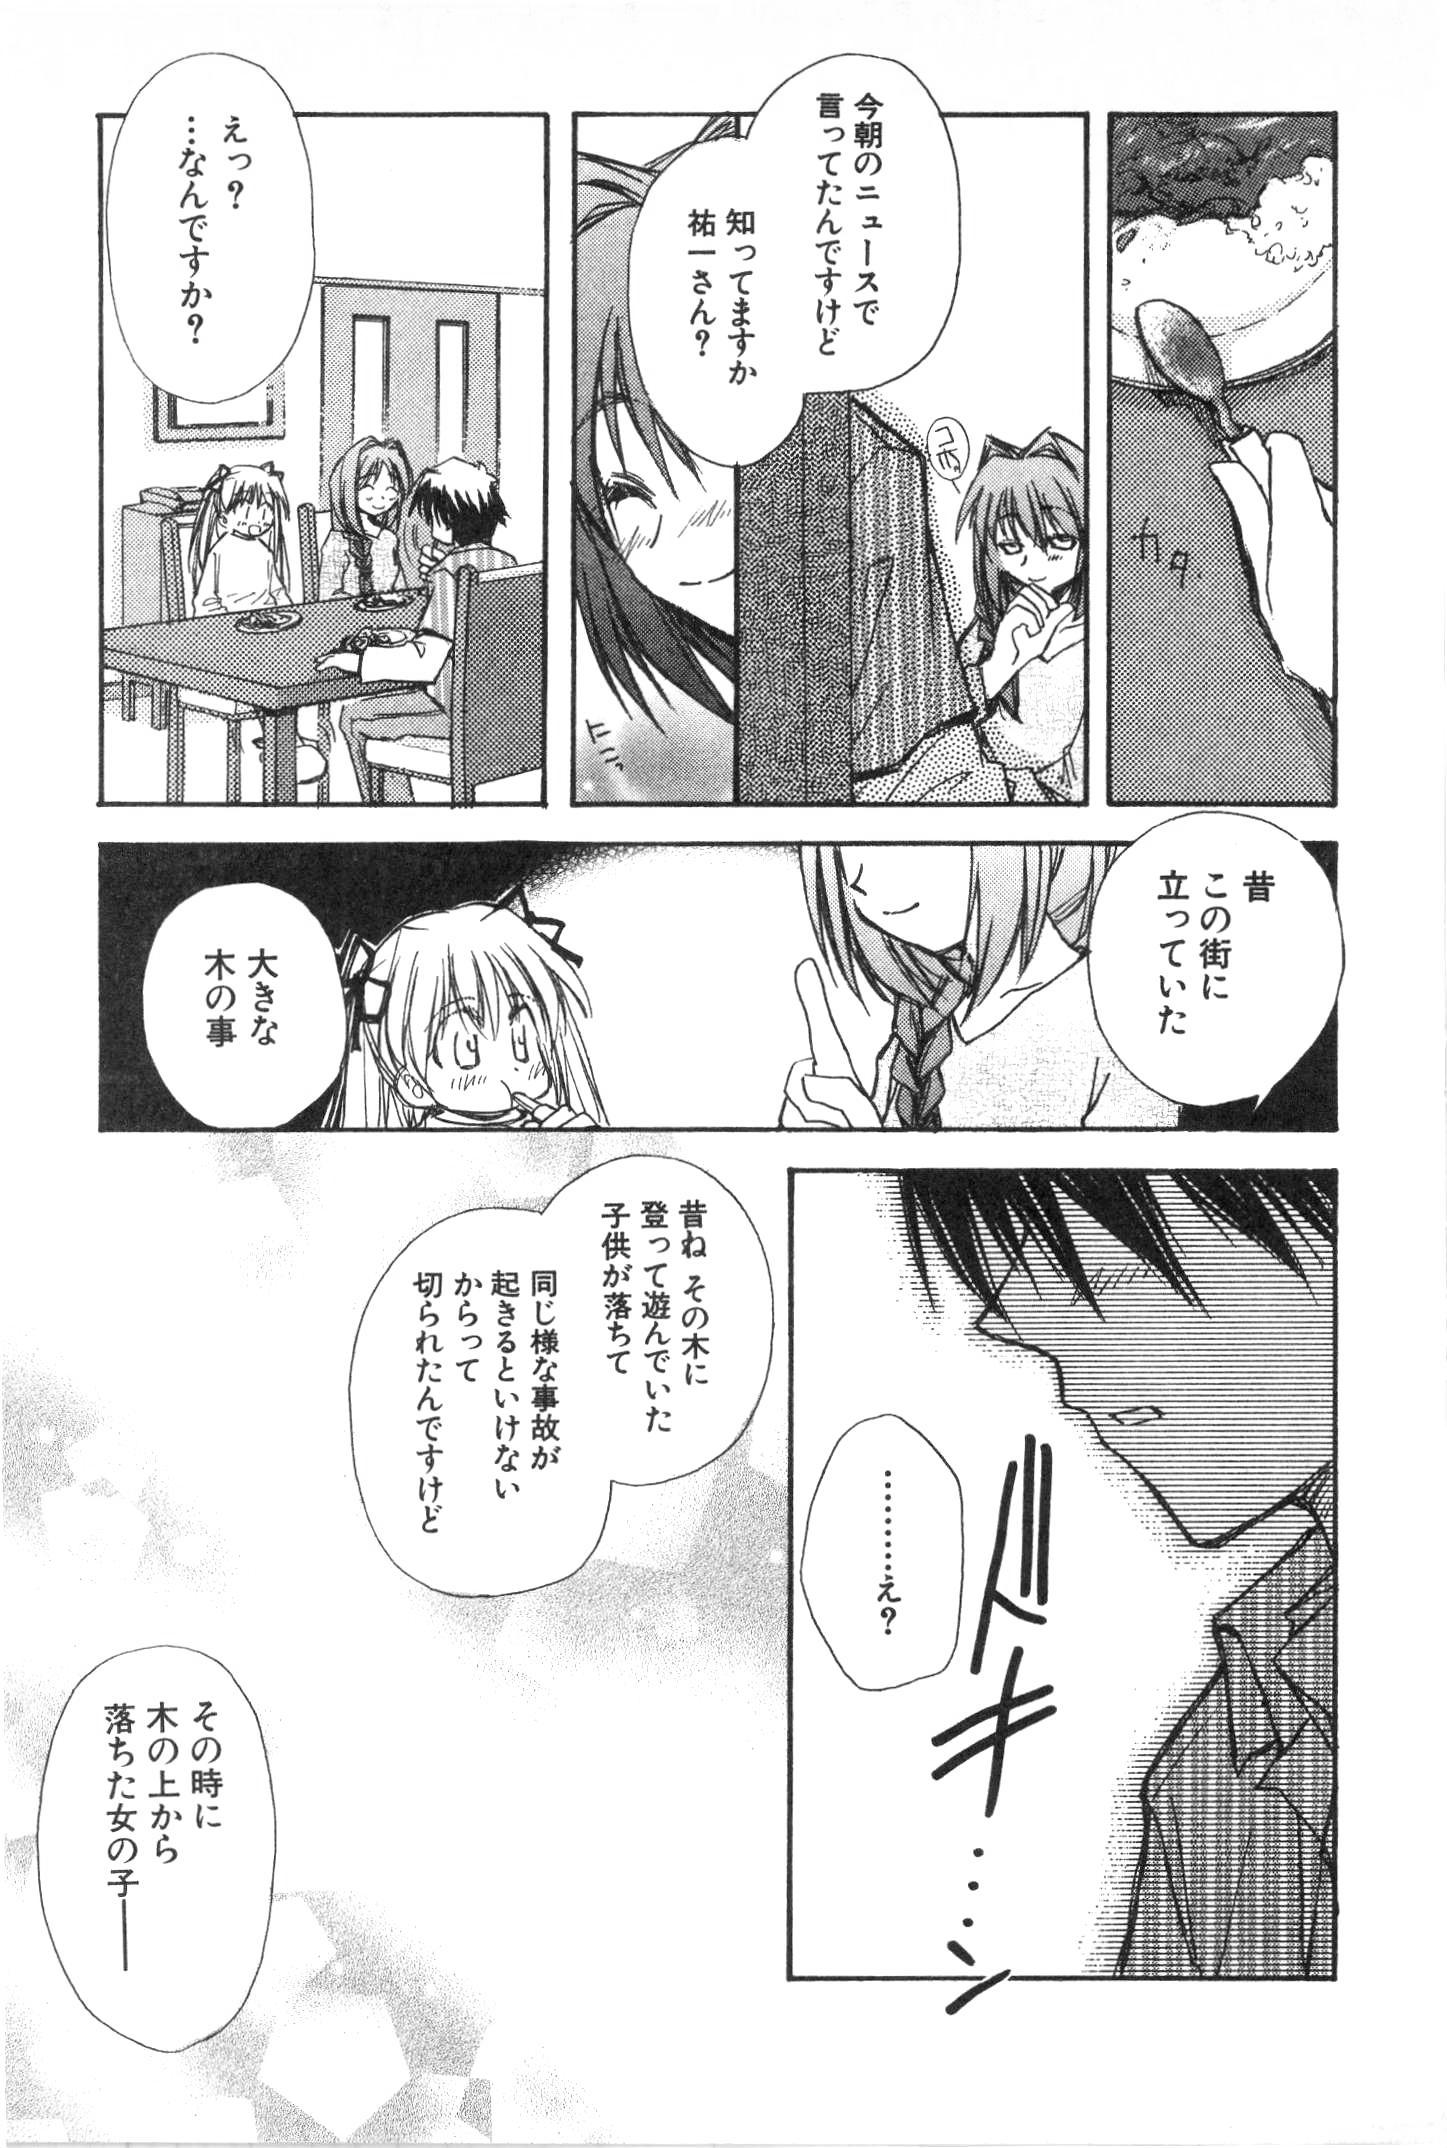 カタ
コホッ
今朝のニュースで
言ってたんですけど
知ってますか
祐一さん?
ニコ
えっ?
…なんですか?
昔
この街に
立っていた
大きな
木の事
………え?
ドキ……ン
昔ね その木に
登って遊んでいた
子供が落ちて
同じ様な事故が
起きるといけない
からって
切られたんですけど
その時に
木の上から
落ちた女の子―